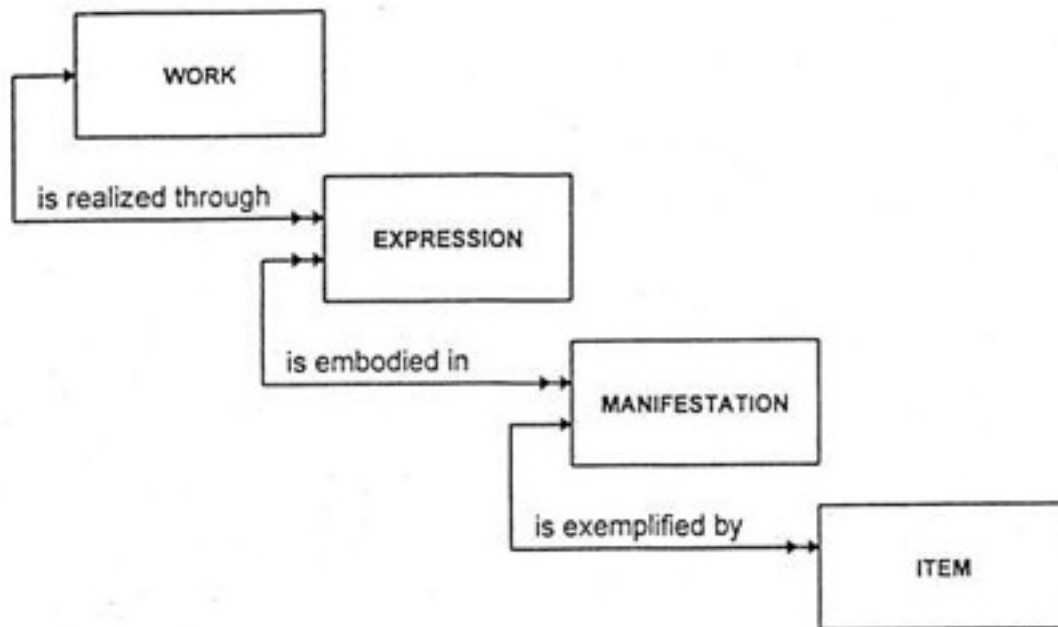 WORK
is realized through
EXPRESSION
is embodied in
MANIFESTATION
is exemplified by
ITEM